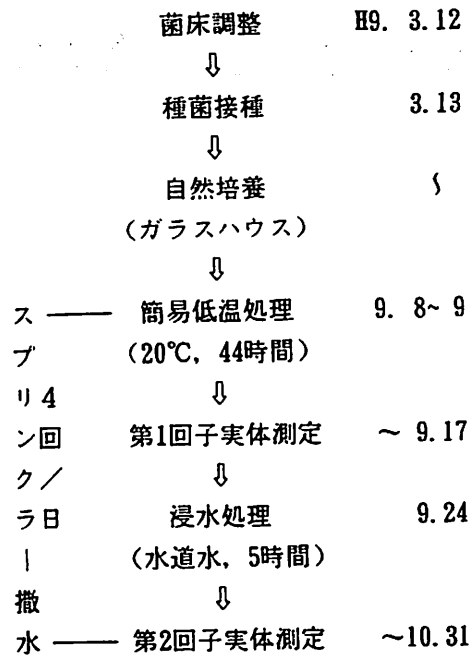 菌床調整 H9. 3.12
⇩
種菌接種 3.13
⇩
自然培養 〜
(ガラスハウス)
⇩
簡易低温処理 9. 8~ 9
(20℃, 44時間)
⇩
第1回子実体測定 ~ 9.17
⇩
浸水処理 9.24
(水道水, 5時間)
⇩
第2回子実体測定 ~10.31
スプリンクラー撒水
4回/日